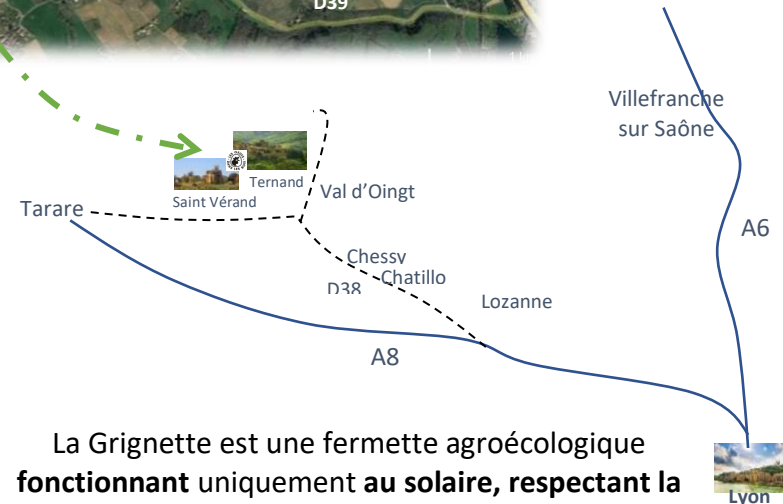 D39
Villefranche
sur Saône
Ternand
Saint Vérand
Val d'Oingt
Tarare
A6
Chessy
Chatillo
D38
Lozanne
A8
La Grignette est une fermette agroécologique
fonctionnant uniquement au solaire, respectant la
Lyon